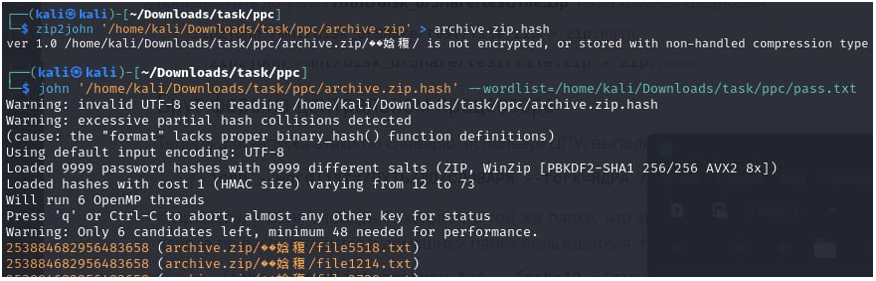 ┌──(kali㉿kali)-[~/Downloads/task/ppc]
└─$ zip2john '/home/kali/Downloads/task/ppc/archive.zip' > archive.zip.hash
ver 1.0 /home/kali/Downloads/task/ppc/archive.zip/��婄稪/ is not encrypted, or stored with non-handled compression type
┌──(kali㉿kali)-[~/Downloads/task/ppc]
└─$ john '/home/kali/Downloads/task/ppc/archive.zip.hash' --wordlist=/home/kali/Downloads/task/ppc/pass.txt
Warning: invalid UTF-8 seen reading /home/kali/Downloads/task/ppc/archive.zip.hash
Warning: excessive partial hash collisions detected
(cause: the "format" lacks proper binary_hash() function definitions)
Using default input encoding: UTF-8
Loaded 9999 password hashes with 9999 different salts (ZIP, WinZip [PBKDF2-SHA1 256/256 AVX2 8x])
Loaded hashes with cost 1 (HMAC size) varying from 12 to 73
Will run 6 OpenMP threads
Press 'q' or Ctrl-C to abort, almost any other key for status
Warning: Only 6 candidates left, minimum 48 needed for performance.
2538846829564836​58 (archive.zip/��婄稪/file5518.txt)
253884682956483658 (archive.zip/��婄稪/file1214.txt)